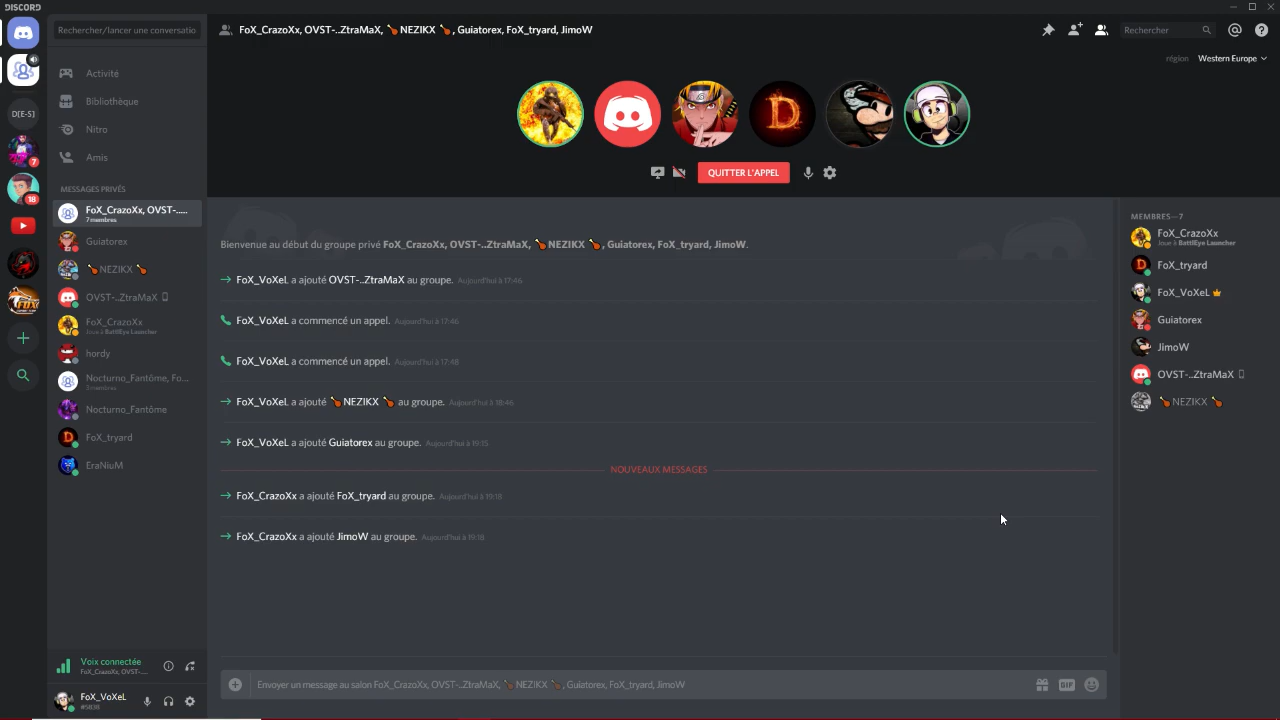 DISCORD
Rechercher/lancer une conversatio
FoX_CrazoXx, OVST-..ZtraMaX, 🍗 NEZIKX 🍗, Guiatorex, FoX_tryard, JimoW
Rechercher
région Western Europe
QUITTER L'APPEL
D[E-S]
7
18
Activité
Bibliothèque
Nitro
Amis
MESSAGES PRIVÉS
FoX_CrazoXx, OVST-.....
7 membres
Guiatorex
🍗NEZIKX 🍗
OVST-..ZtraMaX
FoX_CrazoXx
Joue à BattlEye Launcher
hordy
Nocturno_Fantôme, Fo...
3 membres
Nocturno_Fantôme
FoX_tryard
EraNiuM
Voix connectée
FoX_CrazoXx, OVST-....
FoX_VoXeL
#5838
Bienvenue au début du groupe privé FoX_CrazoXx, OVST-..ZtraMaX, 🍗 NEZIKX 🍗, Guiatorex, FoX_tryard, JimoW.
FoX_VoXeL a ajouté OVST-..ZtraMaX au groupe. Aujourd'hui à 17:46
FoX_VoXeL a commencé un appel. Aujourd'hui à 17:46
FoX_VoXeL a commencé un appel. Aujourd'hui à 17:48
FoX_VoXeL a ajouté 🍗 NEZIKX 🍗 au groupe. Aujourd'hui à 18:46
FoX_VoXeL a ajouté Guiatorex au groupe. Aujourd'hui à 19:15
NOUVEAUX MESSAGES
FoX_CrazoXx a ajouté FoX_tryard au groupe. Aujourd'hui à 19:18
FoX_CrazoXx a ajouté JimoW au groupe. Aujourd'hui à 19:18
Envoyer un message au salon FoX_CrazoXx, OVST-..ZtraMaX, 🍗 NEZIKX 🍗, Guiatorex, FoX_tryard, JimoW
GIF
MEMBRES—7
FoX_CrazoXx
Joue à BattlEye Launcher
FoX_tryard
FoX_VoXeL
Guiatorex
JimoW
OVST-..ZtraMaX
🍗NEZIKX 🍗